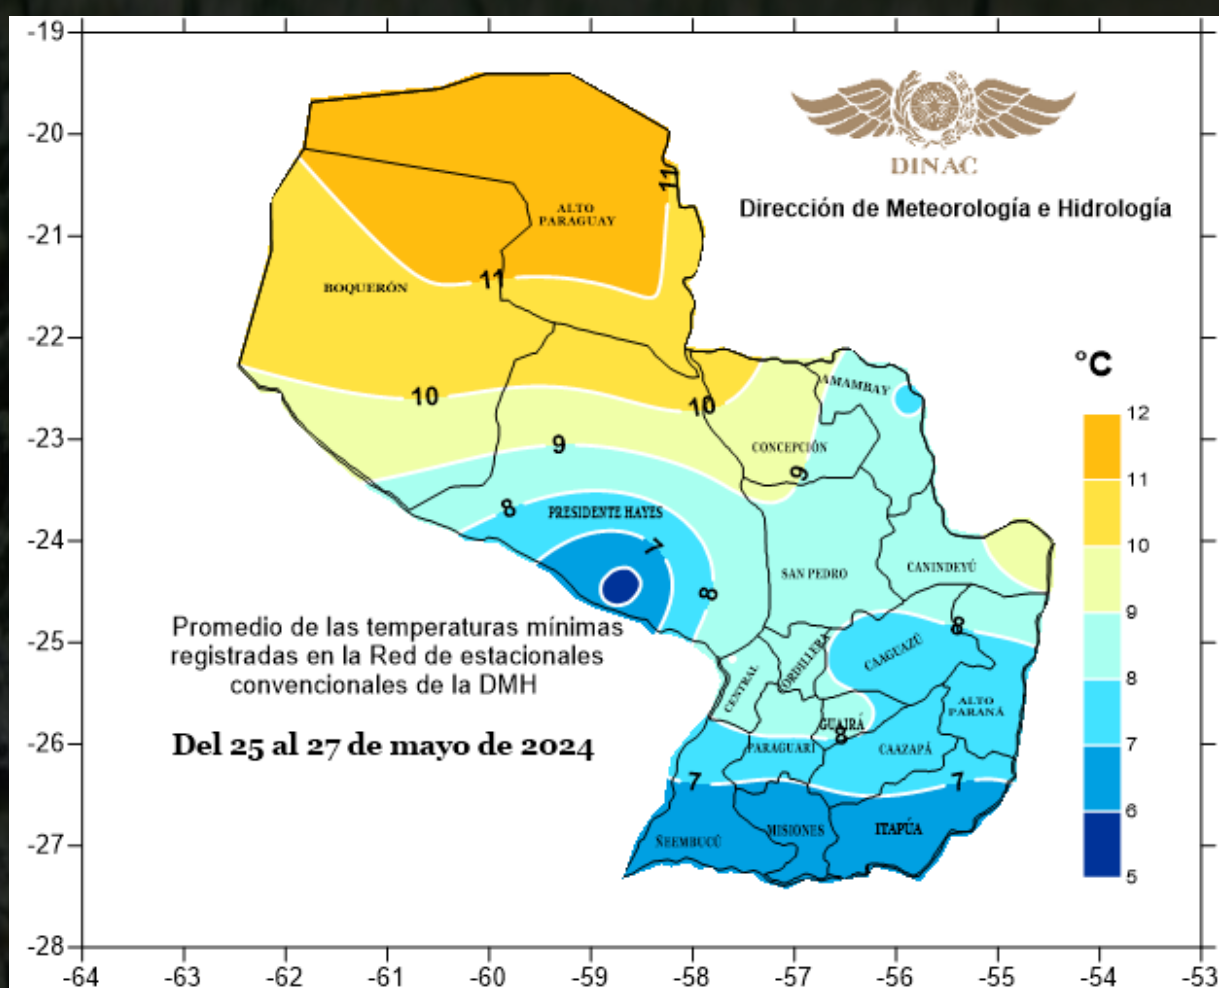 -19
-20
-21
-22
-23
-24
-25
-26
-27
-28
-64
-63
-62
-61
-60
-59
-58
-57
-56
-55
-54
-53
DINAC
Dirección de Meteorología e Hidrología
°C
12
11
10
9
8
7
6
5
11
ALTO
PARAGUAY
11
BOQUERÓN
10
10
AMAMBAY
9
CONCEPCIÓN
9
8
PRESIDENTE HAYES
7
8
SAN PEDRO
CANINDEYÚ
8
CAAGUAZÚ
ORDILLERA
CENTRAL
ALTO
PARANÁ
GUAIRÁ
8
PARAGUARÍ
CAAZAPÁ
7
7
ÑEEMBUCÚ
MISIONES
ITAPÚA
Promedio de las temperaturas mínimas
registradas en la Red de estacionales
convencionales de la DMH
Del 25 al 27 de mayo de 2024